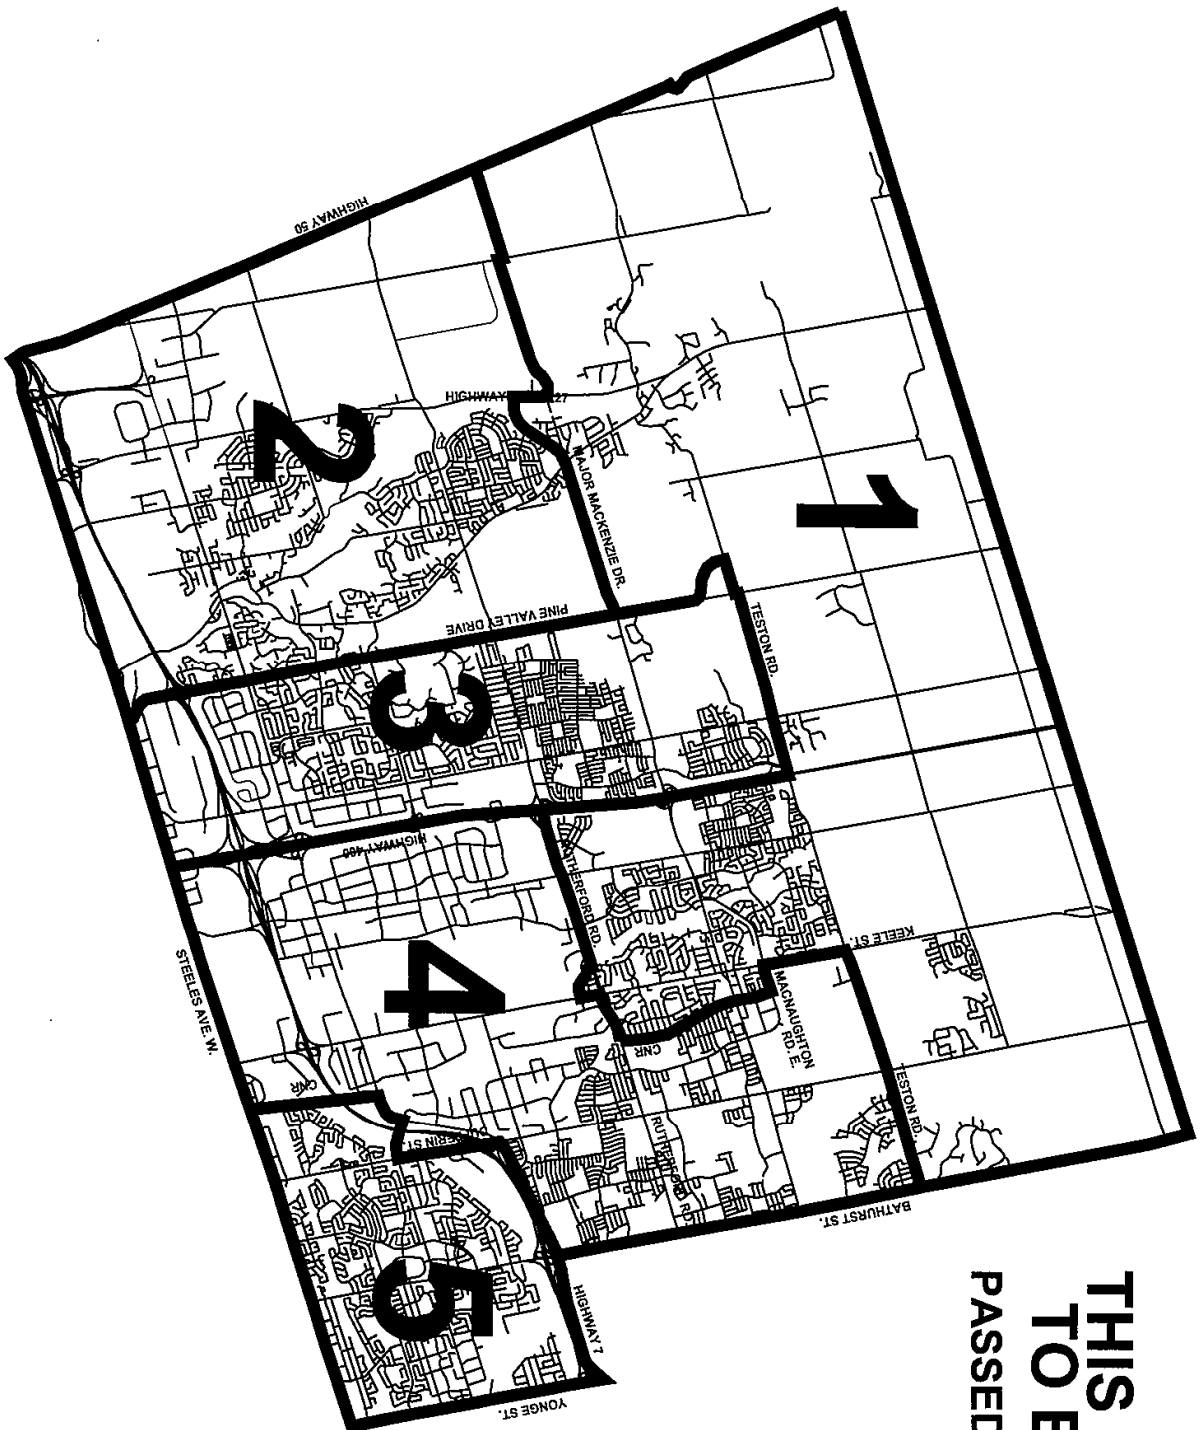 THIS
TO B
PASSED
1
2
3
4
5
HIGHWAY 50
HIGHWAY 27
MAJOR MACKENZIE DR.
PINE VALLEY DRIVE
TESTON RD.
HIGHWAY 400
RUTHERFORD RD.
KEELE ST.
MACNAUGHTON
RD. E.
CNR
TESTON RD.
STEELES AVE. W.
CNR
DUFFERIN ST.
RUTHERFORD RD.
BATHURST ST.
HIGHWAY 7
YONGE ST.